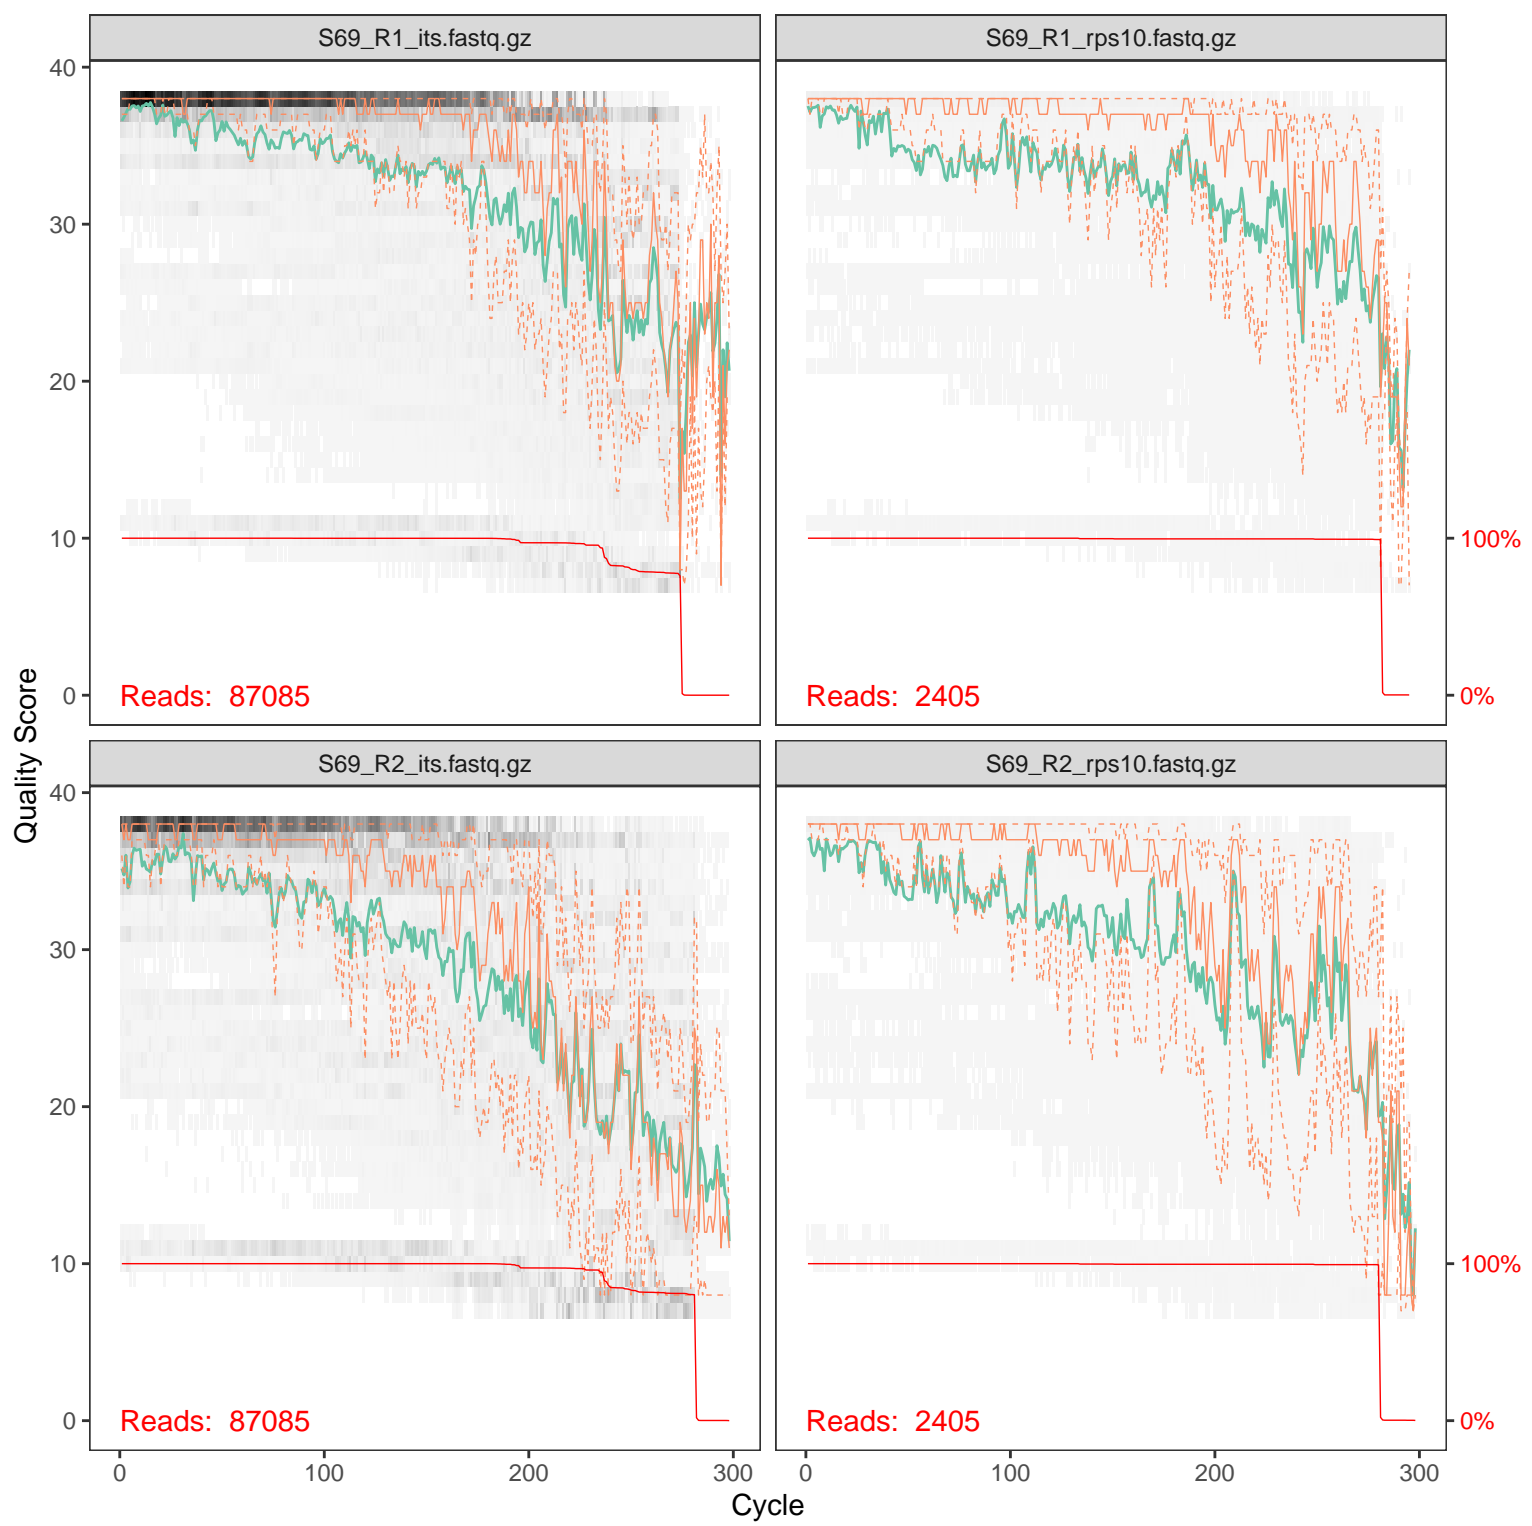 S69_R1_its.fastq.gz
S69_R1_rps10.fastq.gz
40
30
20
10
0
Reads: 87085
Reads: 2405
100%
0%
Quality Score
S69_R2_its.fastq.gz
S69_R2_rps10.fastq.gz
40
30
20
10
0
Reads: 87085
Reads: 2405
100%
0%
0 100 200 300
0 100 200 300
Cycle